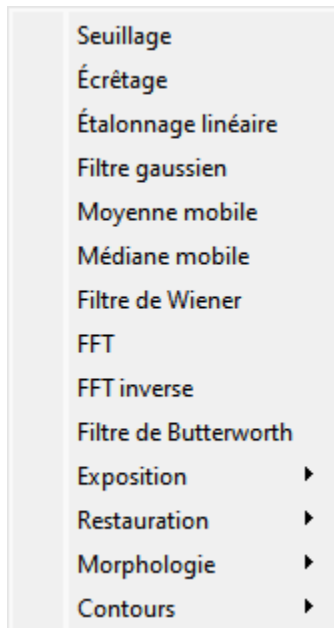 Seuillage
Écrêtage
Étalonnage linéaire
Filtre gaussien
Moyenne mobile
Médiane mobile
Filtre de Wiener
FFT
FFT inverse
Filtre de Butterworth
Exposition
Restauration
Morphologie
Contours